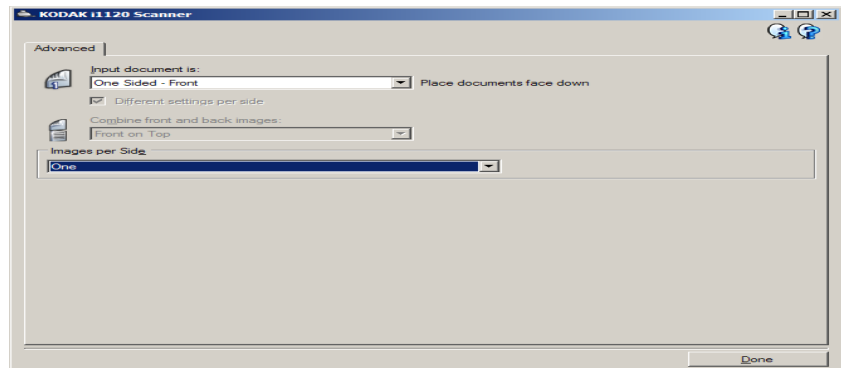 KODAK i1120 Scanner
Advanced
Input document is:
One Sided - Front Place documents face down
Different settings per side
Combine front and back images:
Front on Top
Images per Side
One
Done